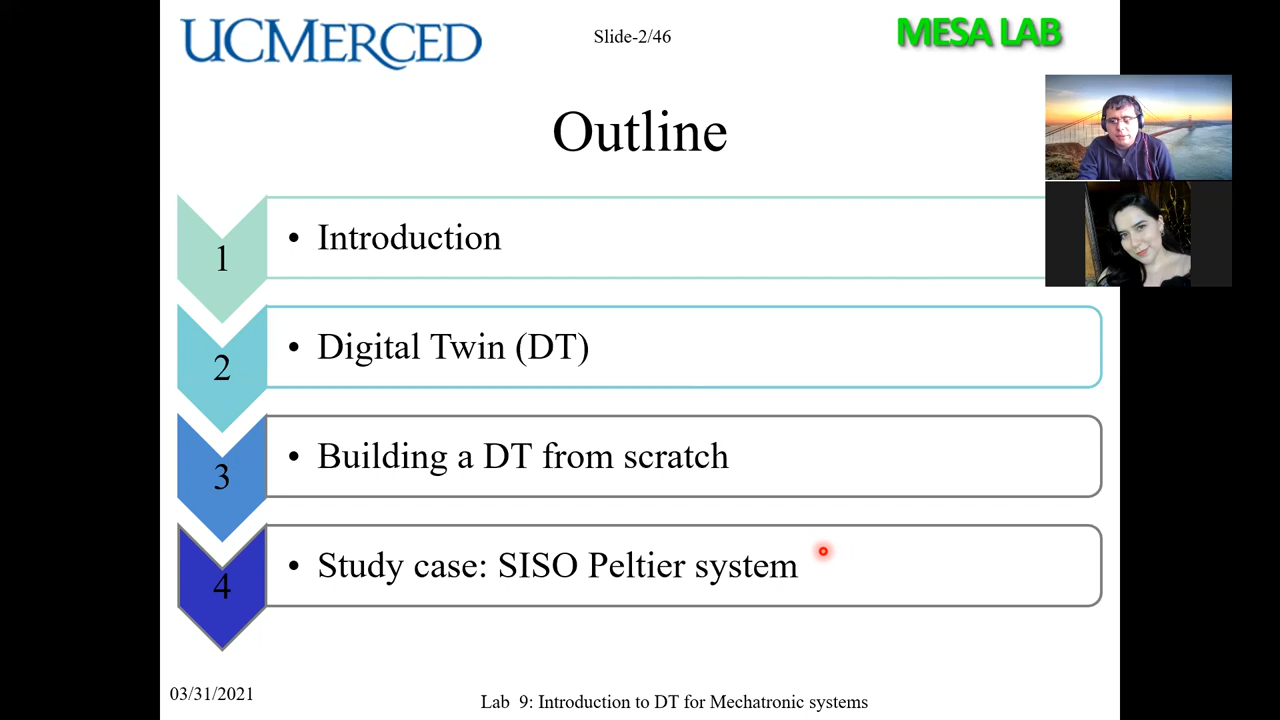 UCMERCED
Slide-2/46
MESA LAB
Outline
1
• Introduction
2
• Digital Twin (DT)
3
• Building a DT from scratch
4
• Study case: SISO Peltier system
03/31/2021
Lab 9: Introduction to DT for Mechatronic systems